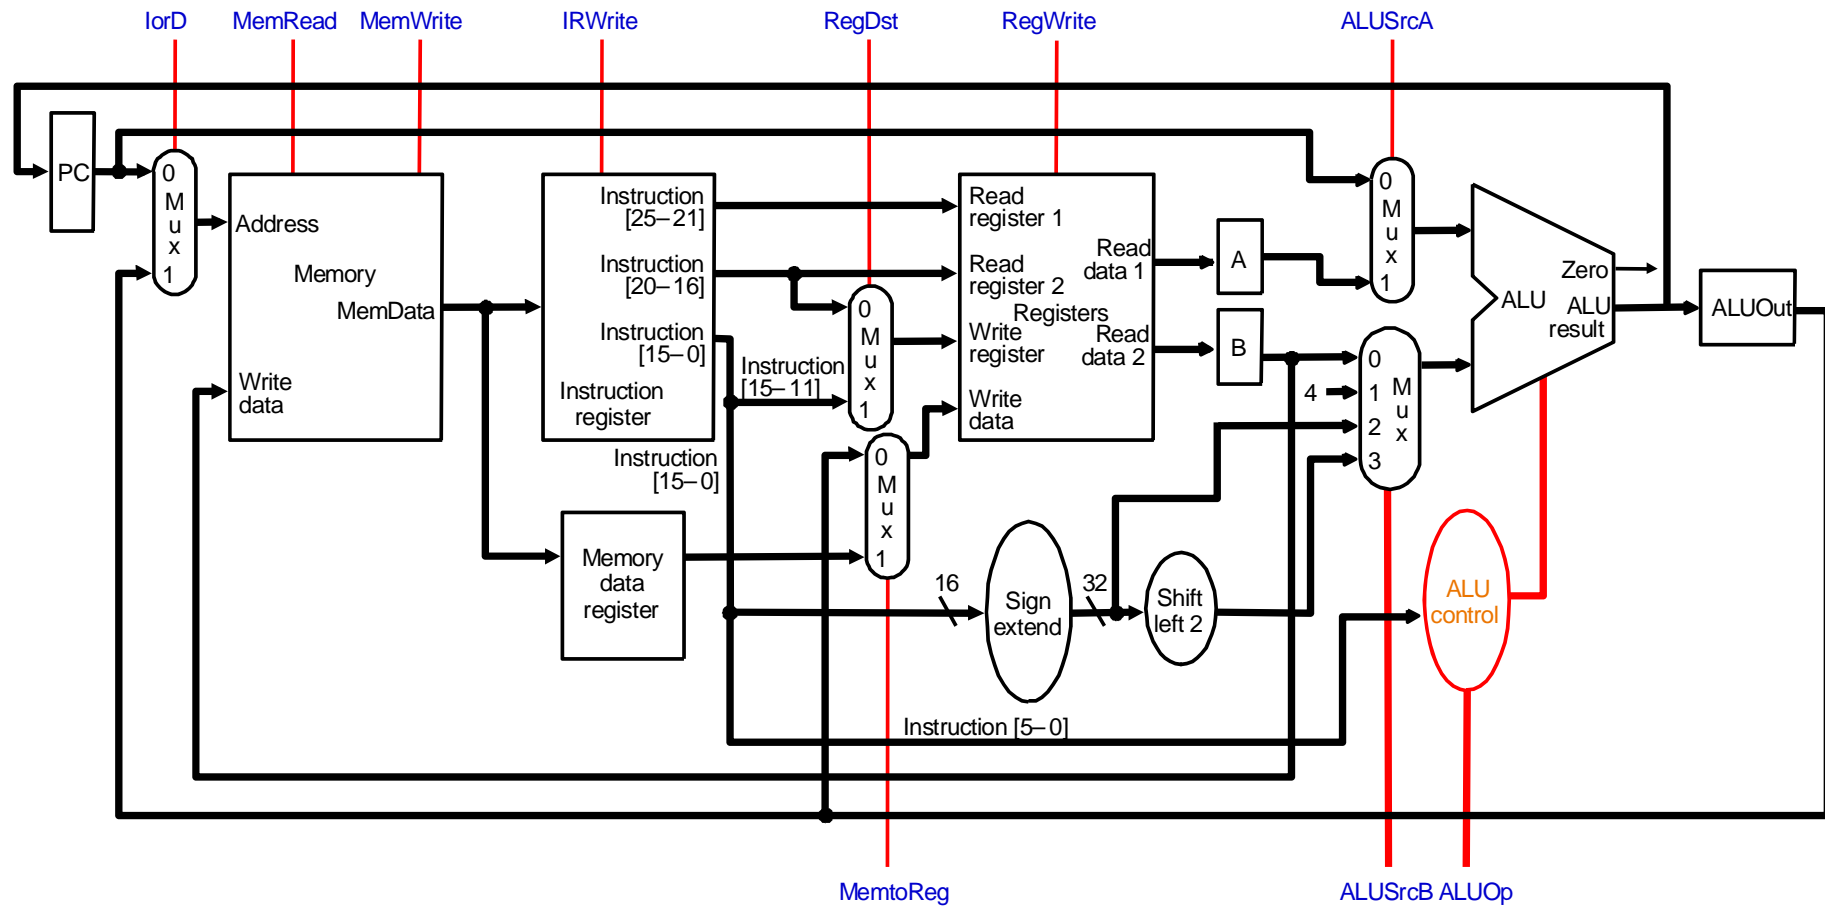 IorD
MemRead
MemWrite
IRWrite
RegDst
RegWrite
ALUSrcA
PC
0
M
u
x
1
Address
Memory
MemData
Write
data
Instruction
[25–21]
Instruction
[20–16]
Instruction
[15–0]
Instruction
register
Instruction
[15–11]
Instruction
[15–0]
Memory
data
register
0
M
u
x
1
0
M
u
x
1
Read
register 1
Read
register 2
Registers
Write
register
Write
data
Read
data 1
Read
data 2
A
B
4
0
M
u
x
1
0
1
2
3
M
u
x
Zero
ALU
ALU
result
ALUOut
16
Sign
extend
32
Shift
left 2
ALU
control
Instruction [5–0]
MemtoReg
ALUSrcB
ALUOp